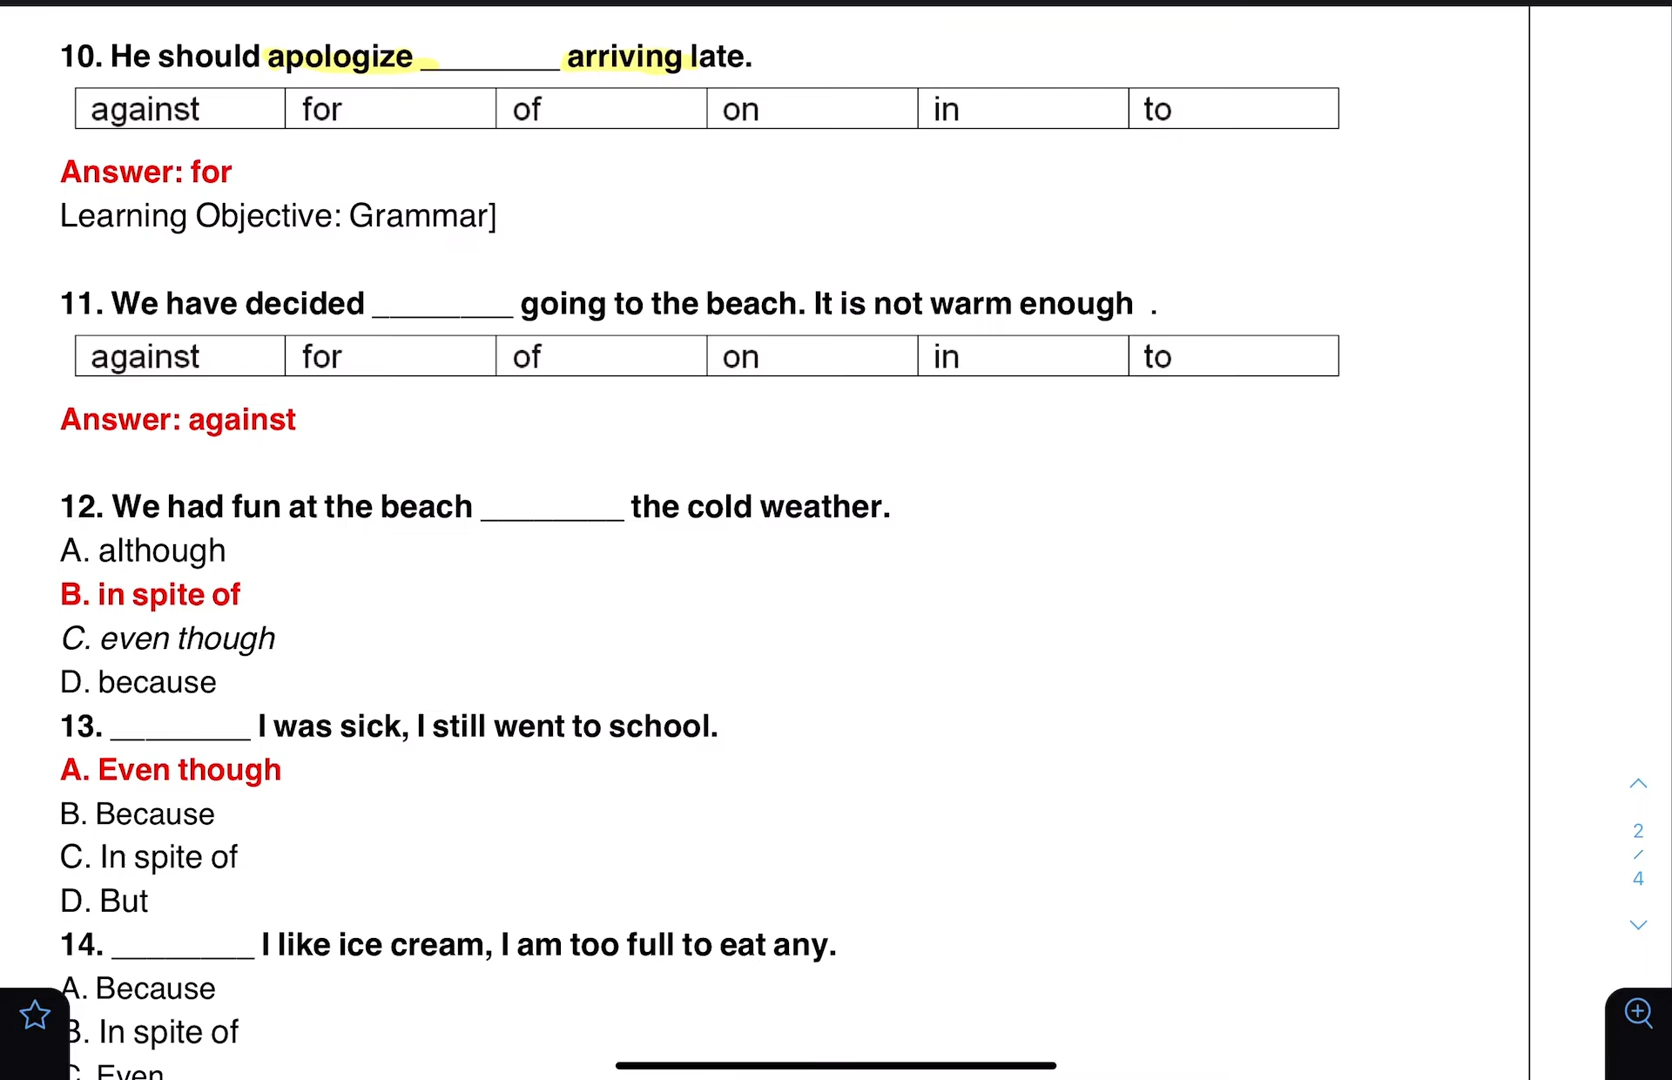 10. He should apologize ________ arriving late.
against for of on in to
Answer: for
Learning Objective: Grammar]
11. We have decided ________ going to the beach. It is not warm enough .
against for of on in to
Answer: against
12. We had fun at the beach ________ the cold weather.
A. although
B. in spite of
C. even though
D. because
13. ________ I was sick, I still went to school.
A. Even though
B. Because
C. In spite of
D. But
14. ________ I like ice cream, I am too full to eat any.
A. Because
B. In spite of
C. Even
2
/
4